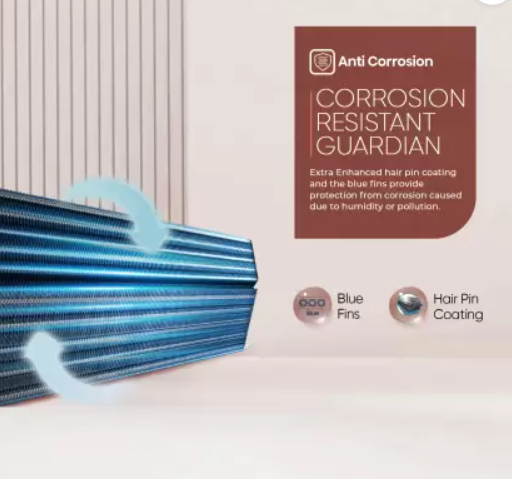 Anti Corrosion
CORROSION
RESISTANT
GUARDIAN
Extra Enhanced hair pin coating
and the blue fins provide
protection from corrosion caused
due to humidity or pollution.
Blue
Fins
Hair Pin
Coating